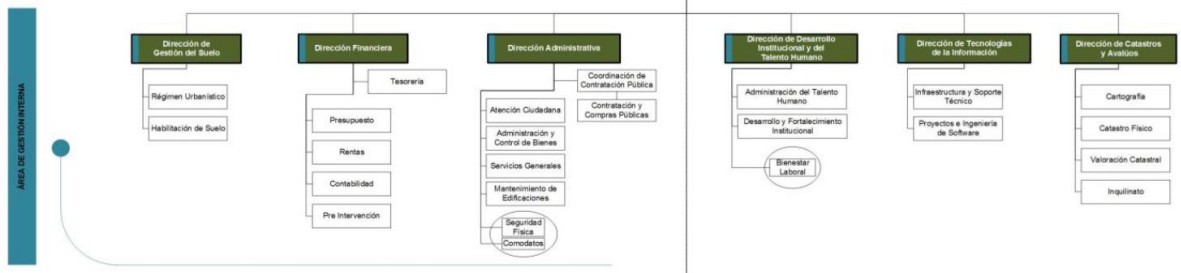 ÁREA DE GESTIÓN INTERNA
Dirección de
Gestión del Suelo
Régimen Urbanístico
Habilitación de Suelo
Dirección Financiera
Tesorería
Presupuesto
Rentas
Contabilidad
Pre Intervención
Dirección Administrativa
Coordinación de
Contratación Pública
Contratación y
Compras Públicas
Atención Ciudadana
Administración y
Control de Bienes
Servicios Generales
Mantenimiento de
Edificaciones
Seguridad
Física
Comodatos
Dirección de Desarrollo
Institucional y del
Talento Humano
Administración del Talento
Humano
Desarrollo y Fortalecimiento
Institucional
Bienestar
Laboral
Dirección de Tecnologías
de la Información
Infraestructura y Soporte
Técnico
Proyectos e Ingeniería
de Software
Dirección de Catastros
y Avalúos
Cartografía
Catastro Físico
Valoración Catastral
Inquilinato